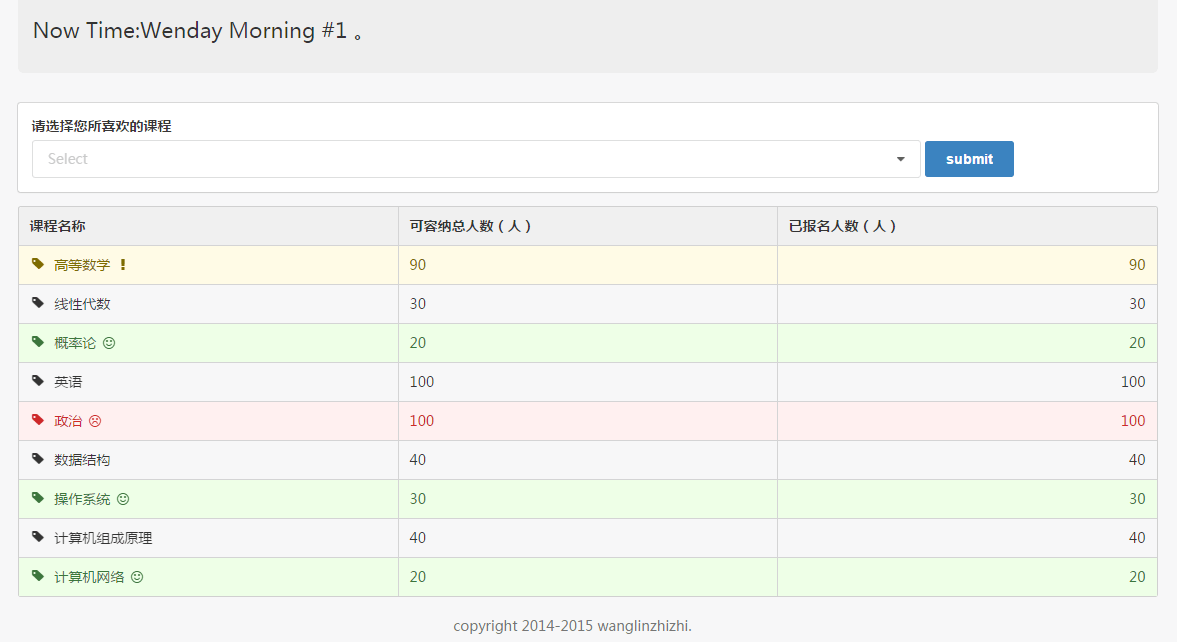 Now Time:Wenday Morning #1 。
请选择您所喜欢的课程
Select submit
课程名称 可容纳总人数（人） 已报名人数（人）
高等数学 90 90
线性代数 30 30
概率论 20 20
英语 100 100
政治 100 100
数据结构 40 40
操作系统 30 30
计算机组成原理 40 40
计算机网络 20 20
copyright 2014-2015 wanglinzhizhi.